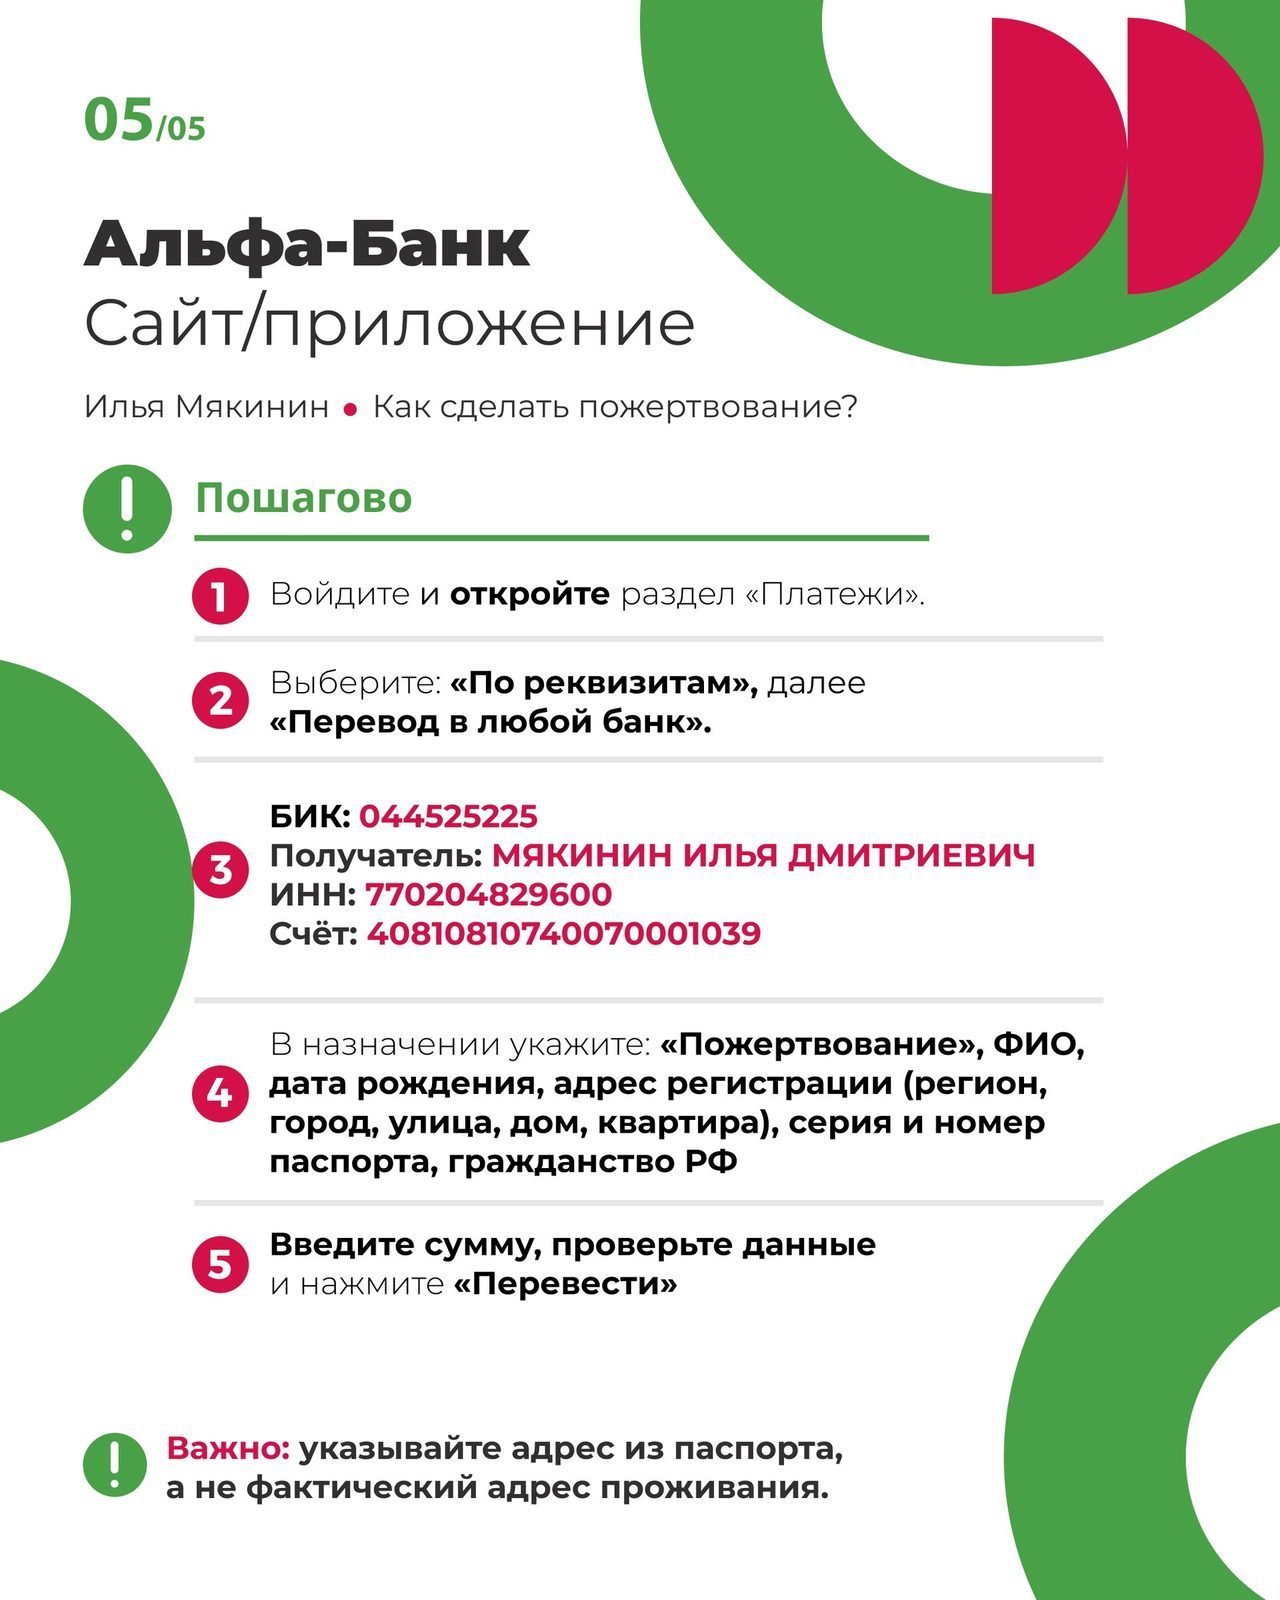 05/05
Альфа-Банк
Сайт/приложение
Илья Мякинин • Как сделать пожертвование?
Пошагово
1 Войдите и откройте раздел «Платежи».
2 Выберите: «По реквизитам», далее
«Перевод в любой банк».
БИК: 044525225
3 Получатель: МЯКИНИН ИЛЬЯ ДМИТРИЕВИЧ
ИНН: 770204829600
Счёт: 40810810740070001039
В назначении укажите: «Пожертвование», ФИО,
4 дата рождения, адрес регистрации (регион,
город, улица, дом, квартира), серия и номер
паспорта, гражданство РФ
5 Введите сумму, проверьте данные
и нажмите «Перевести»
Важно: указывайте адрес из паспорта,
а не фактический адрес проживания.